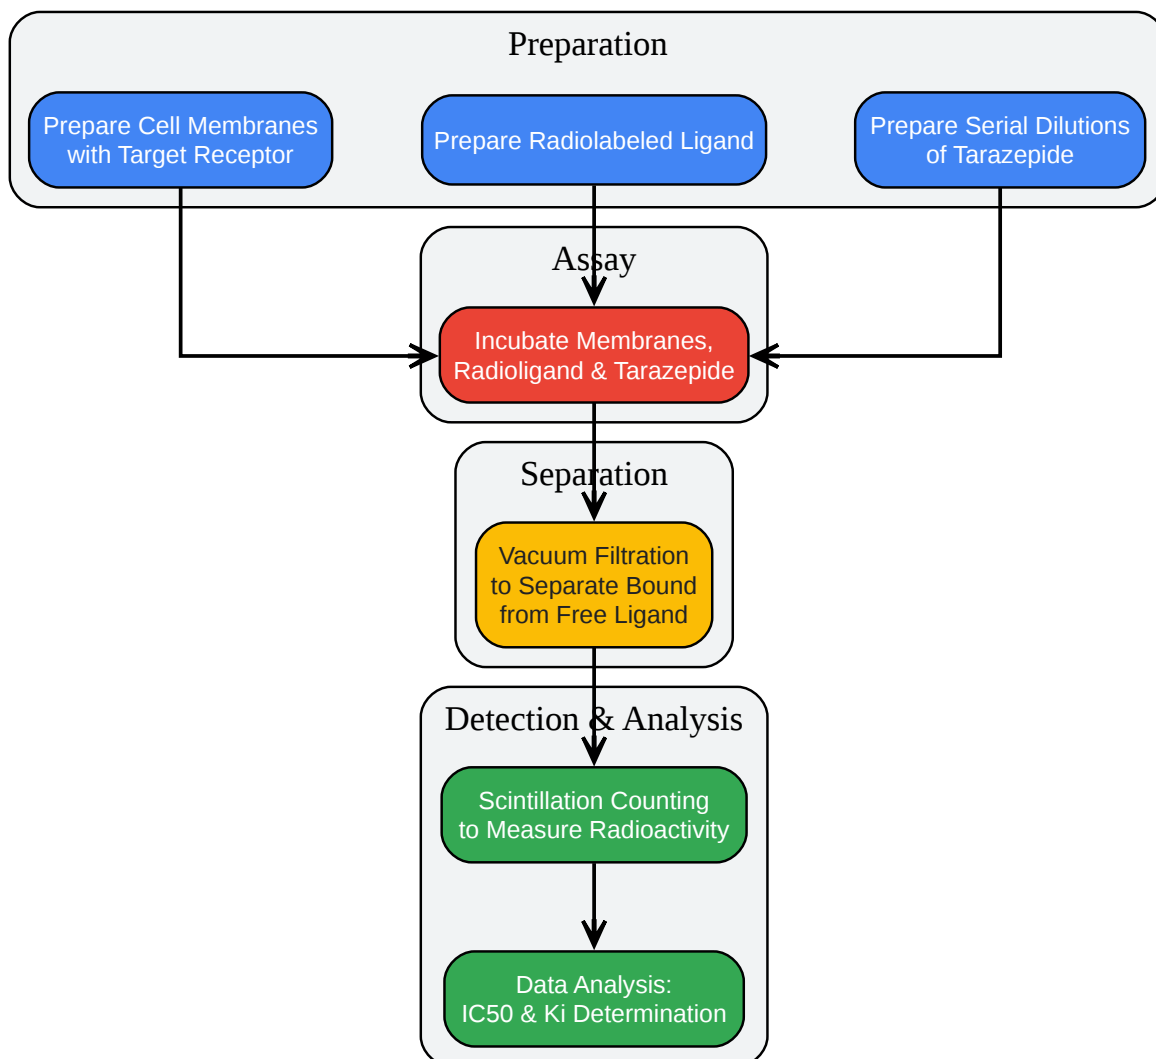 Preparation
Prepare Cell Membranes
with Target Receptor
Prepare Radiolabeled Ligand
Prepare Serial Dilutions
of Tarazepide
Assay
Incubate Membranes,
Radioligand & Tarazepide
Separation
Vacuum Filtration
to Separate Bound
from Free Ligand
Detection & Analysis
Scintillation Counting
to Measure Radioactivity
Data Analysis:
IC50 & Ki Determination